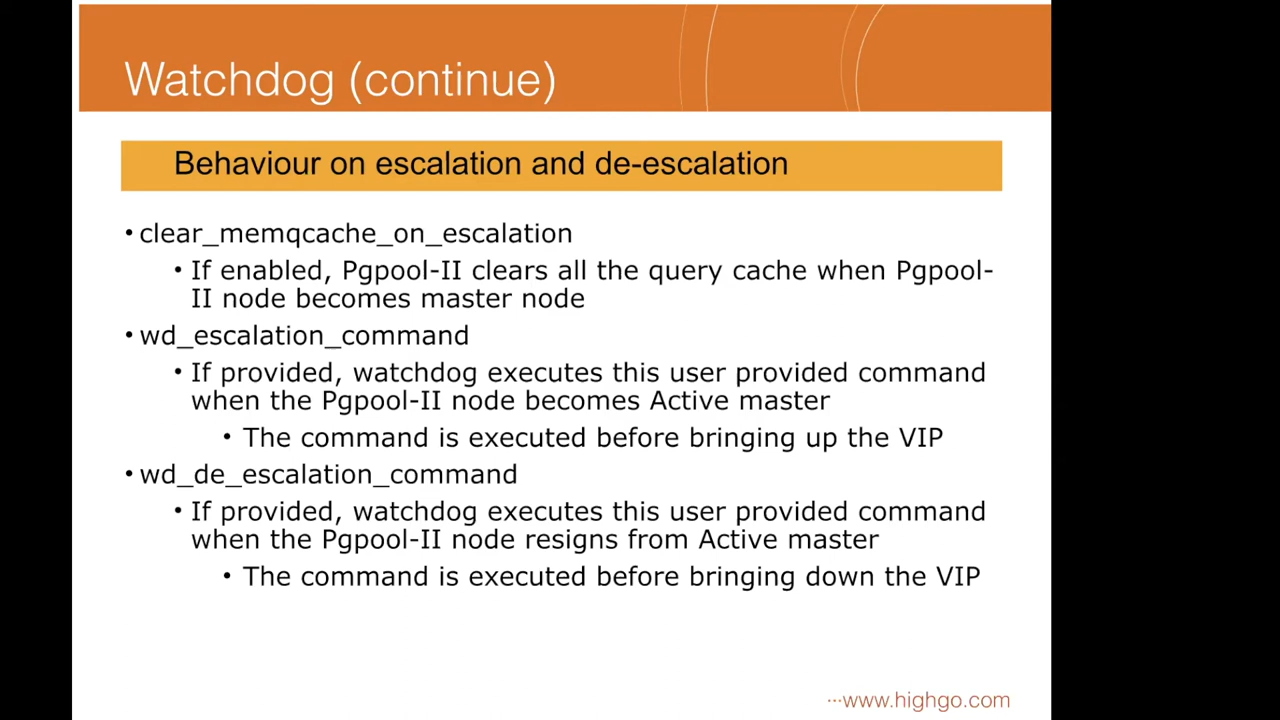 Watchdog (continue)
Behaviour on escalation and de-escalation
• clear_memqcache_on_escalation
• If enabled, Pgpool-II clears all the query cache when Pgpool-
II node becomes master node
• wd_escalation_command
• If provided, watchdog executes this user provided command
when the Pgpool-II node becomes Active master
• The command is executed before bringing up the VIP
• wd_de_escalation_command
• If provided, watchdog executes this user provided command
when the Pgpool-II node resigns from Active master
• The command is executed before bringing down the VIP
···www.highgo.com